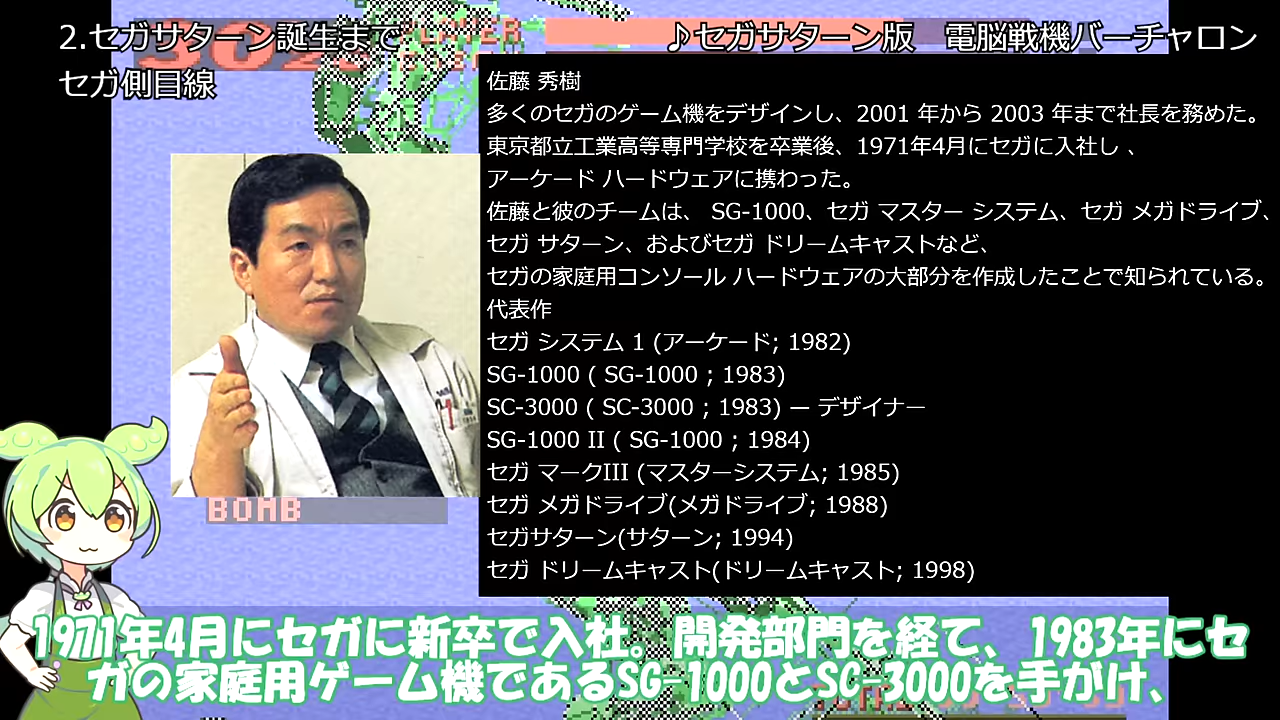 2.セガサターン誕生まで
セガ側目線
♪セガサターン版　電脳戦機バーチャロン
佐藤 秀樹
多くのセガのゲーム機をデザインし、2001 年から 2003 年まで社長を務めた。
東京都立工業高等専門学校を卒業後、1971年4月にセガに入社し 、
アーケード ハードウェアに携わった。
佐藤と彼のチームは、 SG-1000、セガ マスター システム、セガ メガドライブ、
セガ サターン、およびセガ ドリームキャストなど、
セガの家庭用コンソール ハードウェアの大部分を作成したことで知られている。
代表作
セガ システム 1 (アーケード; 1982)
SG-1000 ( SG-1000 ; 1983)
SC-3000 ( SC-3000 ; 1983) — デザイナー
SG-1000 II ( SG-1000 ; 1984)
セガ マークIII (マスターシステム; 1985)
セガ メガドライブ(メガドライブ; 1988)
セガサターン(サターン; 1994)
セガ ドリームキャスト(ドリームキャスト; 1998)
BOMB
1971年4月にセガに新卒で入社。開発部門を経て、1983年にセ
ガの家庭用ゲーム機であるSG-1000とSC-3000を手がけ、